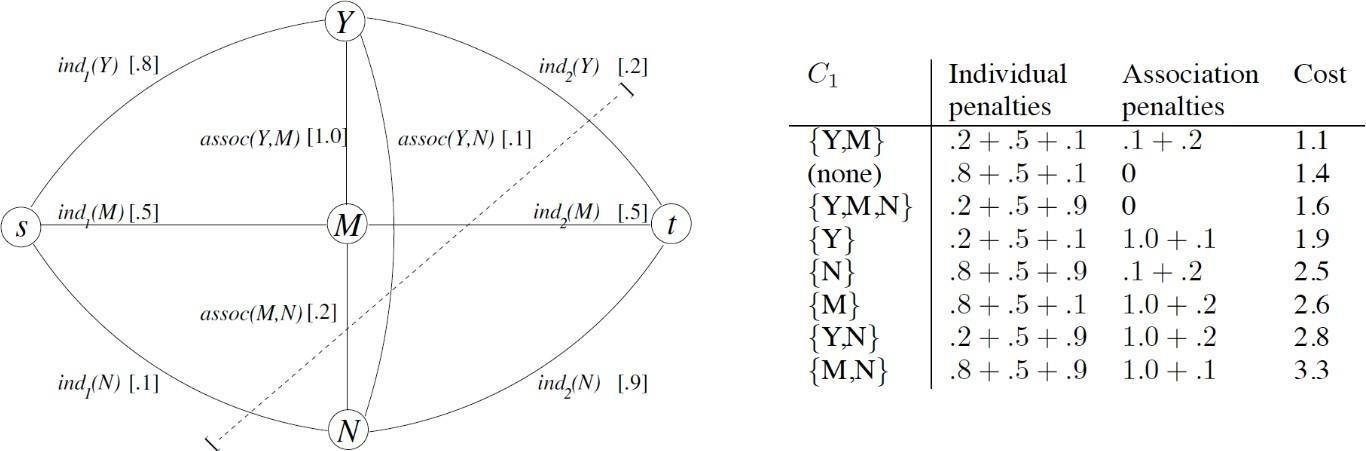 Y
ind1(Y) [.8]
ind2(Y) [.2]
assoc(Y,M) [1.0]
assoc(Y,N) [.1]
s
ind1(M) [.5]
M
ind2(M) [.5]
t
assoc(M,N) [.2]
ind1(N) [.1]
ind2(N) [.9]
N
C1 Individual penalties Association penalties Cost
{Y,M} .2 + .5 + .1 .1 + .2 1.1
(none) .8 + .5 + .1 0 1.4
{Y,M,N} .2 + .5 + .9 0 1.6
{Y} .2 + .5 + .1 1.0 + .1 1.9
{N} .8 + .5 + .9 .1 + .2 2.5
{M} .8 + .5 + .1 1.0 + .2 2.6
{Y,N} .2 + .5 + .9 1.0 + .2 2.8
{M,N} .8 + .5 + .9 1.0 + .1 3.3